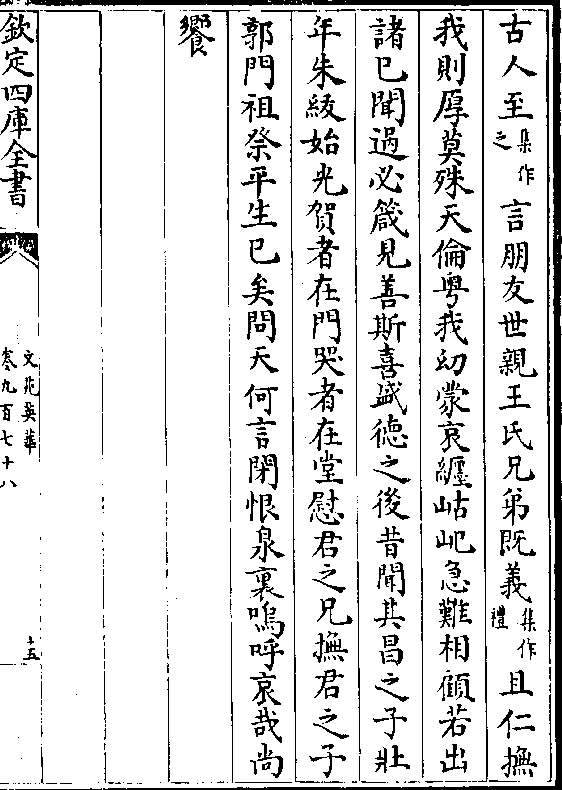 古人至集作之言朋友世親王氏兄弟既義集作禮且仁撫
我則厚莫殊天倫粤我幼蒙哀纏岵屺急難相顧若出
諸已聞過必箴見善斯喜盛德之後昔聞其昌之子壯
年朱紱始光賀者在門哭者在堂慰君之兄撫君之子
郭門祖祭平生已矣問天何言閉恨泉裏嗚呼哀哉尚
饗
欽定四庫全書
文苑英華
卷九百七十八
十五